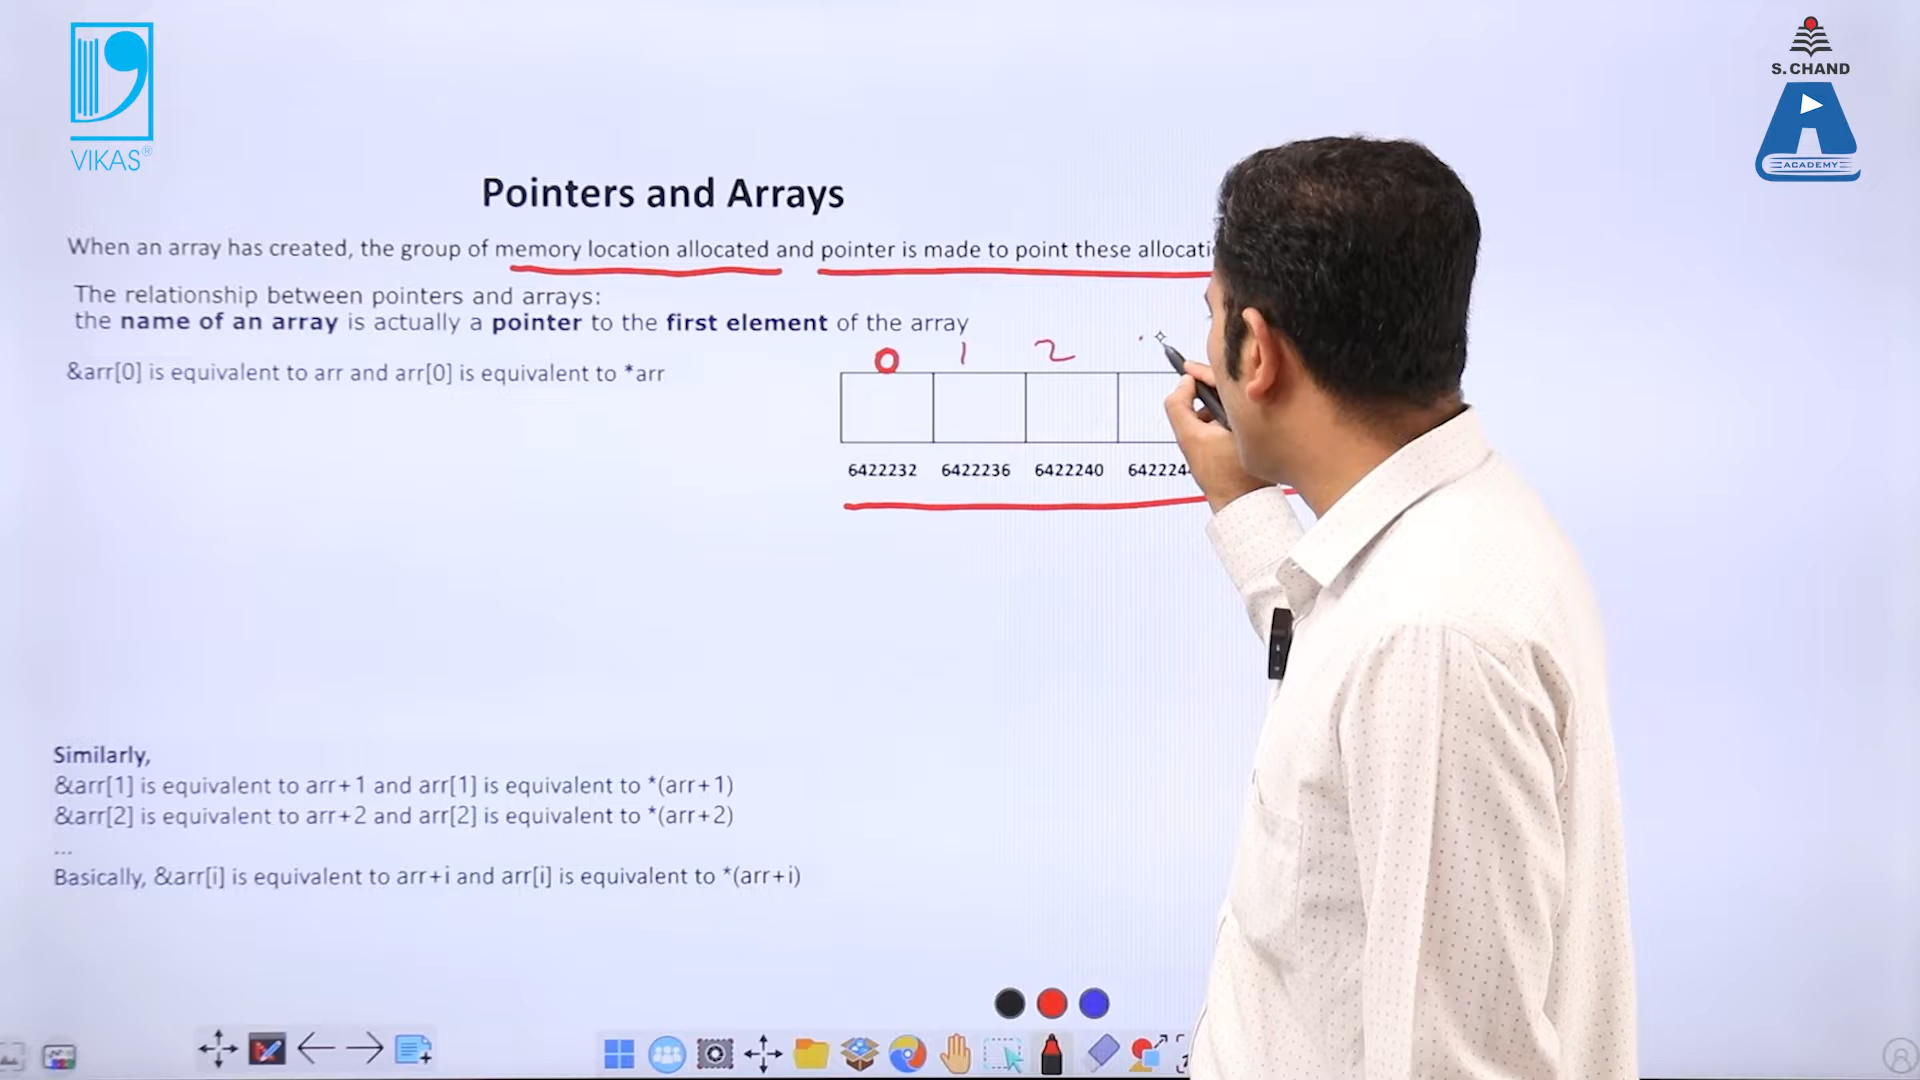 VIKAS®
S. CHAND
ACADEMY
Pointers and Arrays
When an array has created, the group of memory location allocated and pointer is made to point these
The relationship between pointers and arrays:
the name of an array is actually a pointer to the first element of the array
0 1 2
&arr[0] is equivalent to arr and arr[0] is equivalent to *arr
6422232 6422236 6422240
Similarly,
&arr[1] is equivalent to arr+1 and arr[1] is equivalent to *(arr+1)
&arr[2] is equivalent to arr+2 and arr[2] is equivalent to *(arr+2)
...
Basically, &arr[i] is equivalent to arr+i and arr[i] is equivalent to *(arr+i)